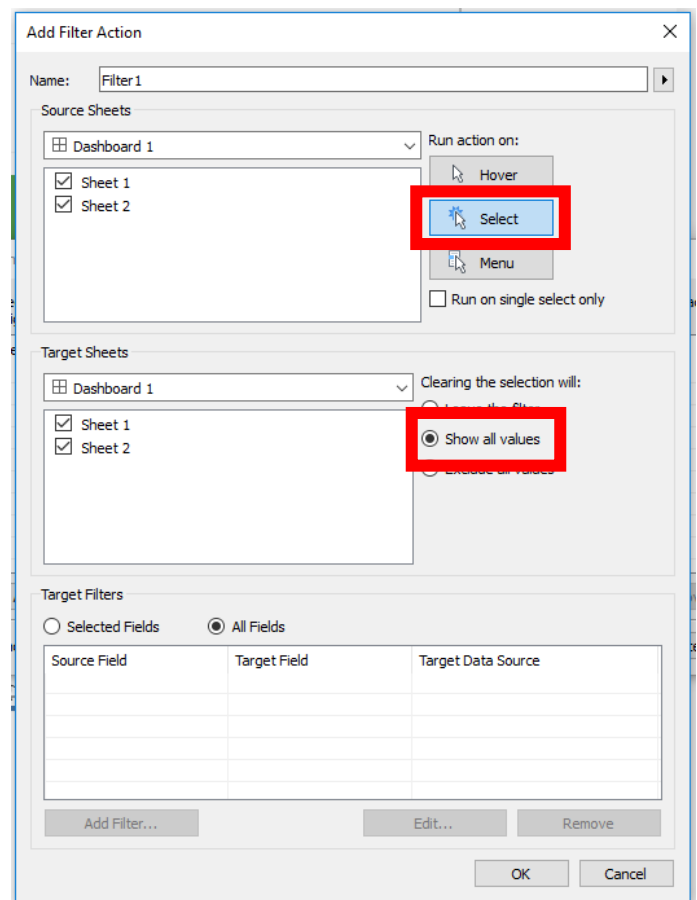 Add Filter Action
Name: Filter1
Source Sheets
Dashboard 1
Sheet 1
Sheet 2
Run action on:
Hover
Select
Menu
Run on single select only
Target Sheets
Dashboard 1
Sheet 1
Sheet 2
Clearing the selection will:
Show all values
Target Filters
Selected Fields All Fields
Source Field Target Field Target Data Source
Add Filter... Edit... Remove
OK Cancel